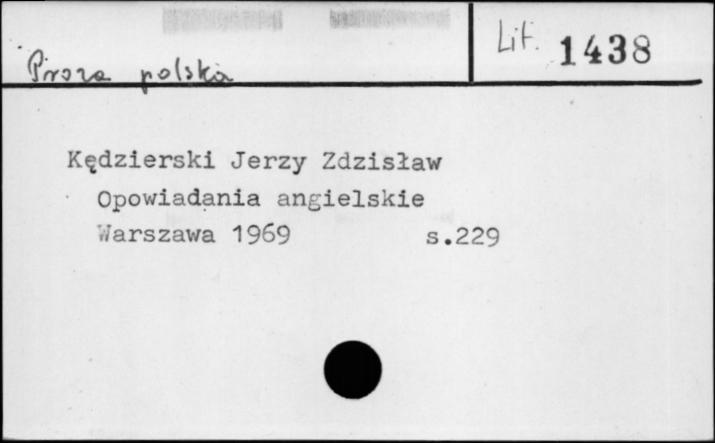 Lit. 1438
Proza polska
Kędzierski Jerzy Zdzisław
Opowiadania angielskie
Warszawa 1969 s.229